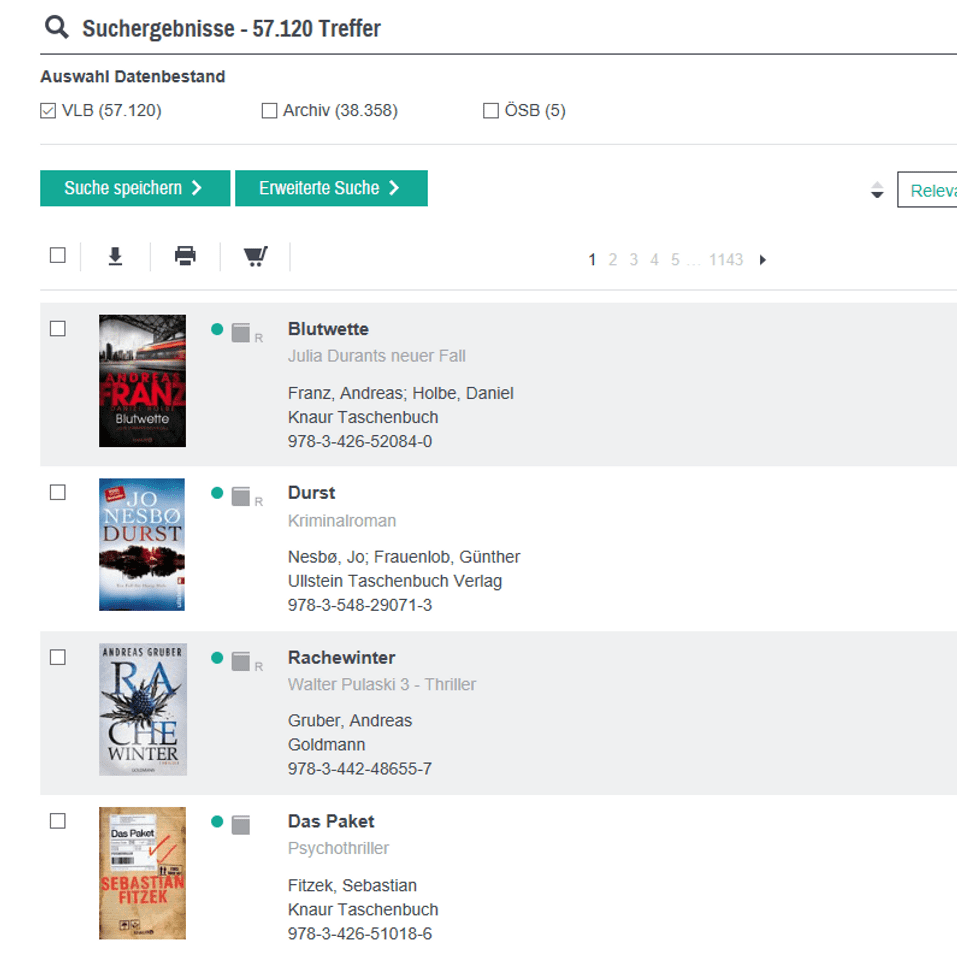 Suchergebnisse - 57.120 Treffer
Auswahl Datenbestand
VLB (57.120)
Archiv (38.358)
ÖSB (5)
Suche speichern
Erweiterte Suche
Releva
1 2 3 4 5 ... 1143
ANDREAS
FRANZ
DANIEL HOLBE
Blutwette
R
Blutwette
Julia Durants neuer Fall
Franz, Andreas; Holbe, Daniel
Knaur Taschenbuch
978-3-426-52084-0
JO
NESBØ
DURST
R
Durst
Kriminalroman
Nesbø, Jo; Frauenlob, Günther
Ullstein Taschenbuch Verlag
978-3-548-29071-3
ANDREAS GRUBER
RA
CHE
WINTER
THRILLER
GOLDMANN
R
Rachewinter
Walter Pulaski 3 - Thriller
Gruber, Andreas
Goldmann
978-3-442-48655-7
Das Paket
SEBASTIAN
FITZEK
Das Paket
Psychothriller
Fitzek, Sebastian
Knaur Taschenbuch
978-3-426-51018-6